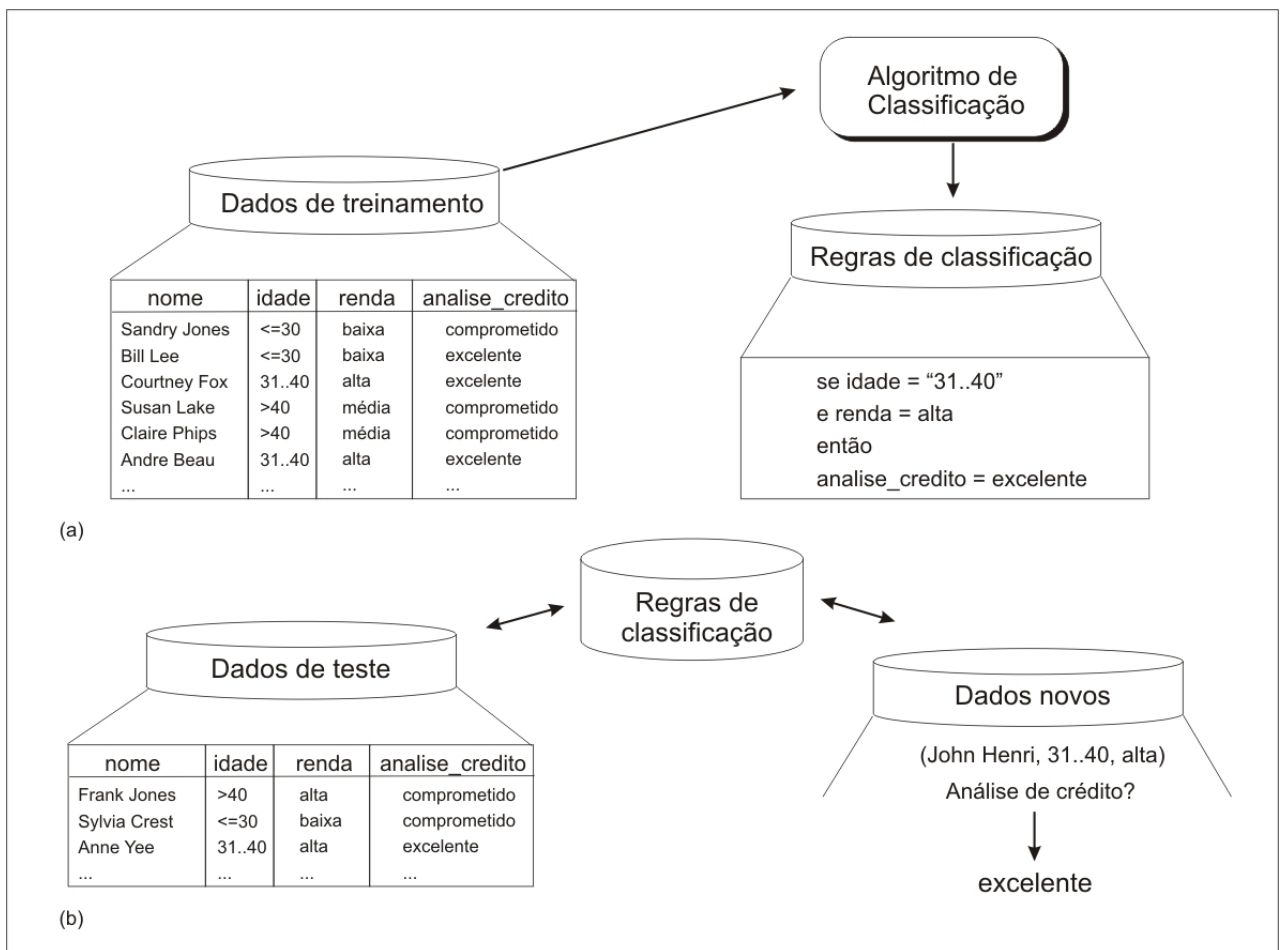 Algoritmo de
Classificação
Dados de treinamento
nome idade renda analise_credito
Sandry Jones <=30 baixa comprometido
Bill Lee <=30 baixa excelente
Courtney Fox 31..40 alta excelente
Susan Lake >40 média comprometido
Claire Phips >40 média comprometido
Andre Beau 31..40 alta excelente
... ... ... ...
Regras de classificação
se idade = “31..40”
e renda = alta
então
analise_credito = excelente
(a)
Regras de
classificação
Dados de teste
nome idade renda analise_credito
Frank Jones >40 alta comprometido
Sylvia Crest <=30 baixa comprometido
Anne Yee 31..40 alta excelente
... ... ... ...
Dados novos
(John Henri, 31..40, alta)
Análise de crédito?
excelente
(b)